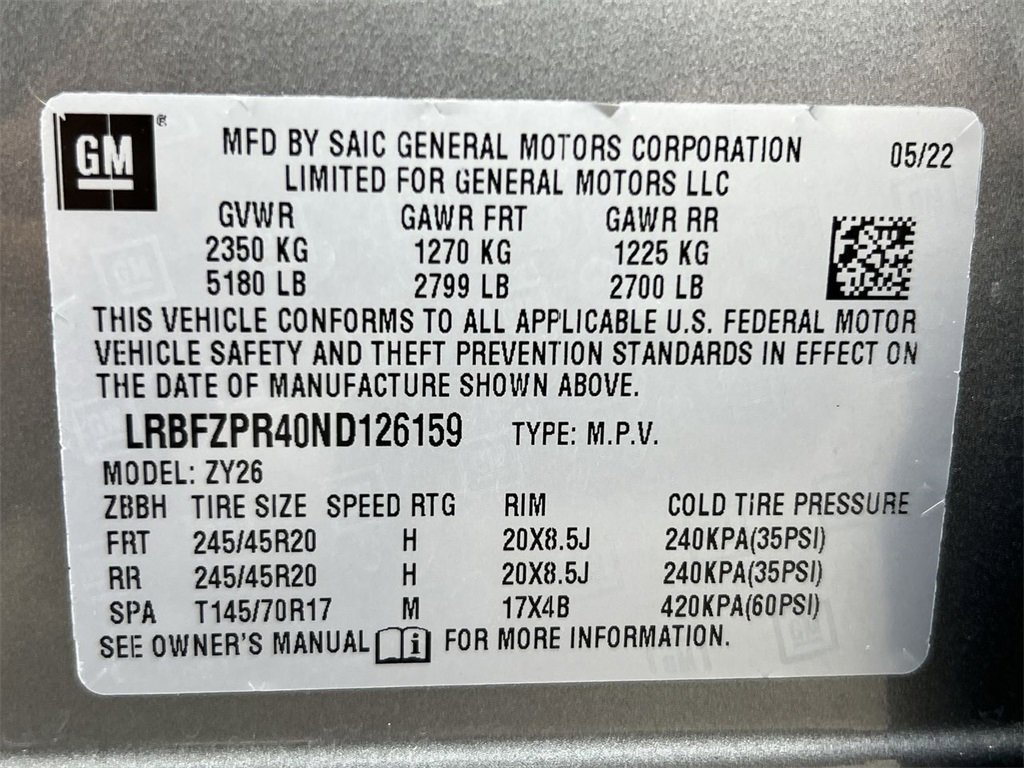 GM ®
MFD BY SAIC GENERAL MOTORS CORPORATION
LIMITED FOR GENERAL MOTORS LLC
05/22
GVWR GAWR FRT GAWR RR
2350 KG 1270 KG 1225 KG
5180 LB 2799 LB 2700 LB
THIS VEHICLE CONFORMS TO ALL APPLICABLE U.S. FEDERAL MOTOR
VEHICLE SAFETY AND THEFT PREVENTION STANDARDS IN EFFECT ON
THE DATE OF MANUFACTURE SHOWN ABOVE.
LRBFZPR40ND126159 TYPE: M.P.V.
MODEL: ZY26
ZBBH TIRE SIZE SPEED RTG RIM COLD TIRE PRESSURE
FRT 245/45R20 H 20X8.5J 240KPA(35PSI)
RR 245/45R20 H 20X8.5J 240KPA(35PSI)
SPA T145/70R17 M 17X4B 420KPA(60PSI)
SEE OWNER'S MANUAL i FOR MORE INFORMATION.